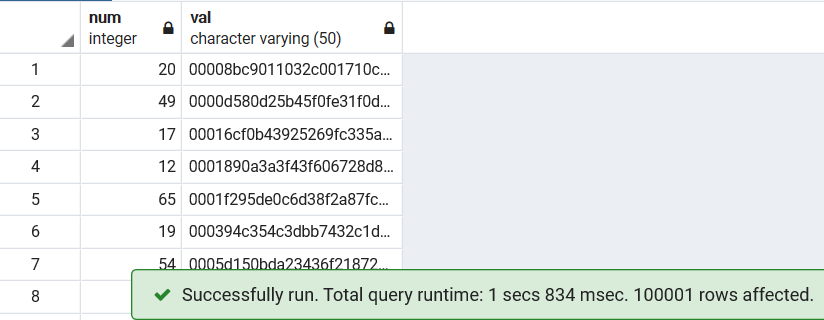 num val
integer character varying (50)
1 20 00008bc9011032c001710c...
2 49 0000d580d25b45f0fe31f0d...
3 17 00016cf0b43925269fc335a...
4 12 0001890a3a3f43f606728d8...
5 65 0001f295de0c6d38f2a87fc...
6 19 000394c354c3dbb7432c1d...
7 54 0005d150bda23436f21872...
8
Successfully run. Total query runtime: 1 secs 834 msec. 100001 rows affected.